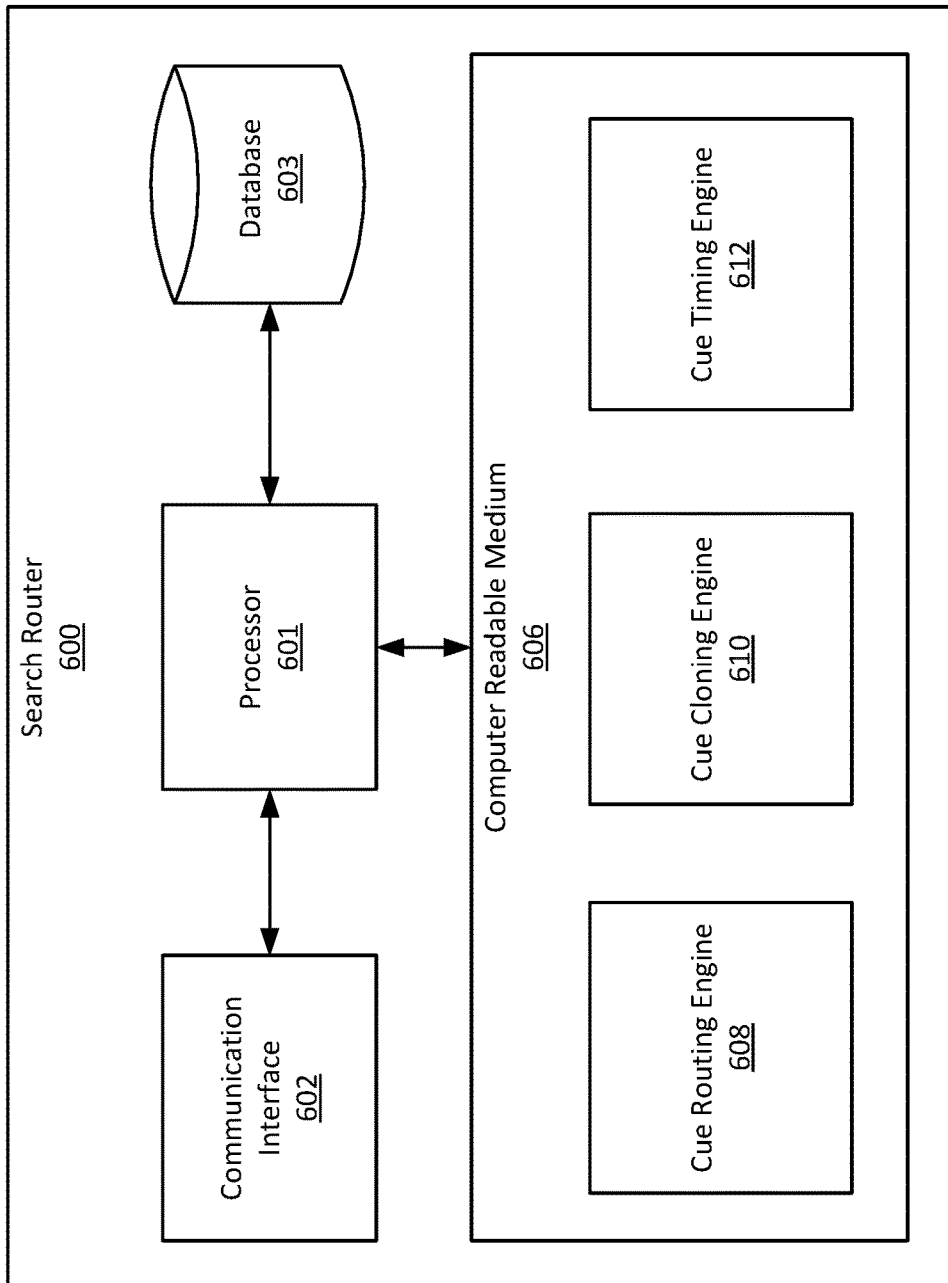 Search Router
600
Communication
Interface
602
Processor
601
Database
603
Computer Readable Medium
606
Cue Routing Engine
608
Cue Cloning Engine
610
Cue Timing Engine
612